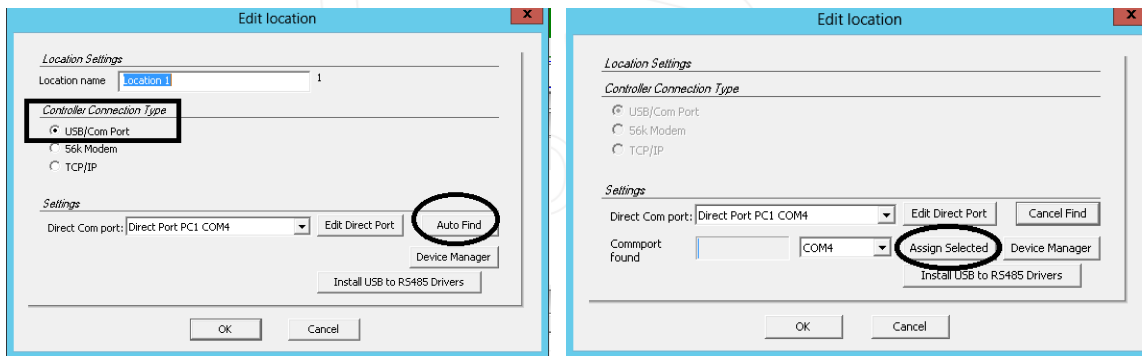 Edit location
x
Location Settings
Location name Location 1 1
Controller Connection Type
USB/Com Port
56k Modem
TCP/IP
Settings
Direct Com port: Direct Port PC1 COM4 Edit Direct Port Auto Find
Device Manager
Install USB to RS485 Drivers
OK Cancel
Edit location
x
Location Settings
Controller Connection Type
USB/Com Port
56k Modem
TCP/IP
Settings
Direct Com port: Direct Port PC1 COM4 Edit Direct Port Cancel Find
Commport
found COM4 Assign Selected Device Manager
Install USB to RS485 Drivers
OK Cancel